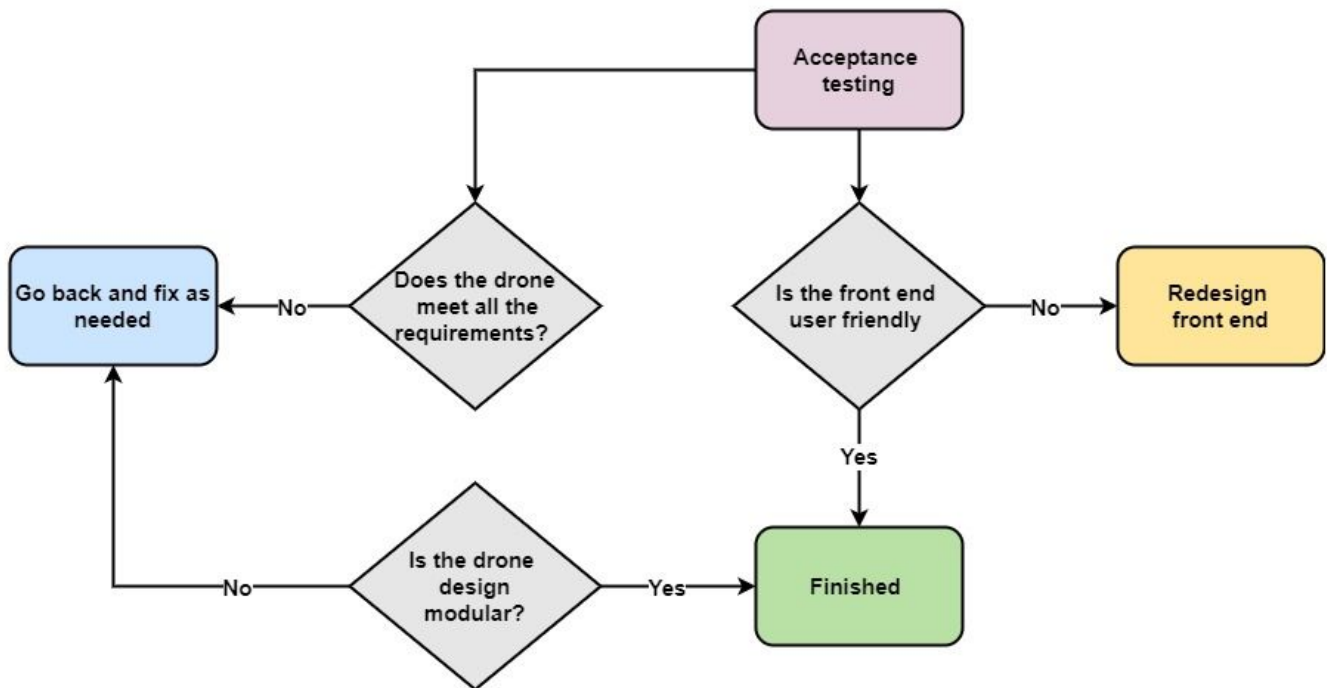 Acceptance
testing
Does the drone
meet all the
requirements?
No
Go back and fix as
needed
Is the front end
user friendly
No
Redesign
front end
Yes
Is the drone
design
modular?
No
Yes
Finished